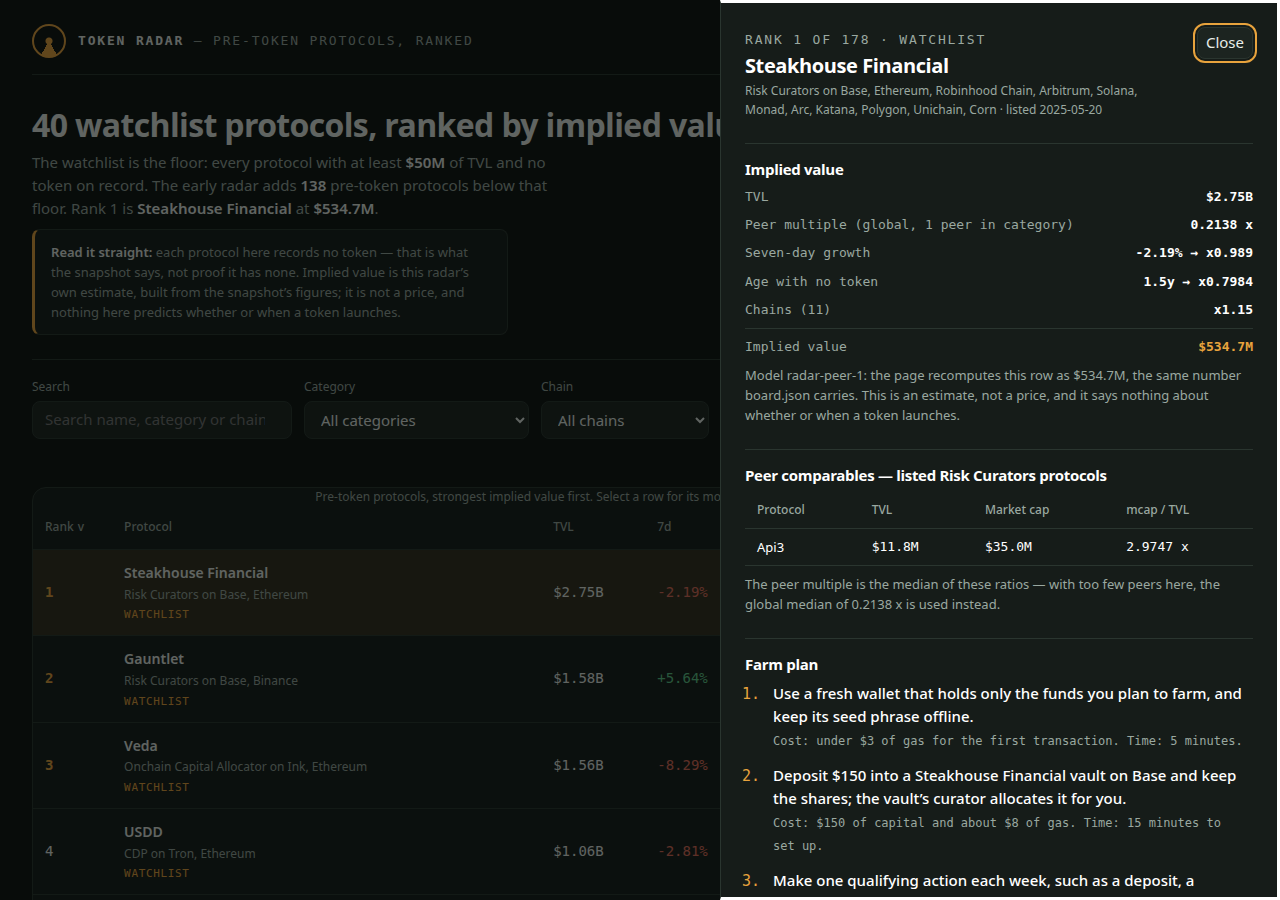 TOKEN RADAR — PRE-TOKEN PROTOCOLS, RANKED
40 watchlist protocols, ranked by implied valu
The watchlist is the floor: every protocol with at least $50M of TVL and no
token on record. The early radar adds 138 pre-token protocols below that
floor. Rank 1 is Steakhouse Financial at $534.7M.
Read it straight: each protocol here records no token — that is what
the snapshot says, not proof it has none. Implied value is this radar's
own estimate, built from the snapshot's figures; it is not a price, and
nothing here predicts whether or when a token launches.
Search
Category
Chain
Search name, category or chain
All categories
All chains
Pre-token protocols, strongest implied value first. Select a row for its mo
Rank v
Protocol
TVL
7d
1
Steakhouse Financial
Risk Curators on Base, Ethereum
WATCHLIST
$2.75B
-2.19%
2
Gauntlet
Risk Curators on Base, Binance
WATCHLIST
$1.58B
+5.64%
3
Veda
Onchain Capital Allocator on Ink, Ethereum
WATCHLIST
$1.56B
-8.29%
4
USDD
CDP on Tron, Ethereum
WATCHLIST
$1.06B
-2.81%
RANK 1 OF 178 · WATCHLIST
Close
Steakhouse Financial
Risk Curators on Base, Ethereum, Robinhood Chain, Arbitrum, Solana,
Monad, Arc, Katana, Polygon, Unichain, Corn · listed 2025-05-20
Implied value
TVL $2.75B
Peer multiple (global, 1 peer in category) 0.2138 x
Seven-day growth -2.19% → x0.989
Age with no token 1.5y → x0.7984
Chains (11) x1.15
Implied value $534.7M
Model radar-peer-1: the page recomputes this row as $534.7M, the same number
board.json carries. This is an estimate, not a price, and it says nothing about
whether or when a token launches.
Peer comparables — listed Risk Curators protocols
Protocol TVL Market cap mcap / TVL
Api3 $11.8M $35.0M 2.9747 x
The peer multiple is the median of these ratios — with too few peers here, the
global median of 0.2138 x is used instead.
Farm plan
1. Use a fresh wallet that holds only the funds you plan to farm, and
keep its seed phrase offline.
Cost: under $3 of gas for the first transaction. Time: 5 minutes.
2. Deposit $150 into a Steakhouse Financial vault on Base and keep
the shares; the vault's curator allocates it for you.
Cost: $150 of capital and about $8 of gas. Time: 15 minutes to
set up.
3. Make one qualifying action each week, such as a deposit, a